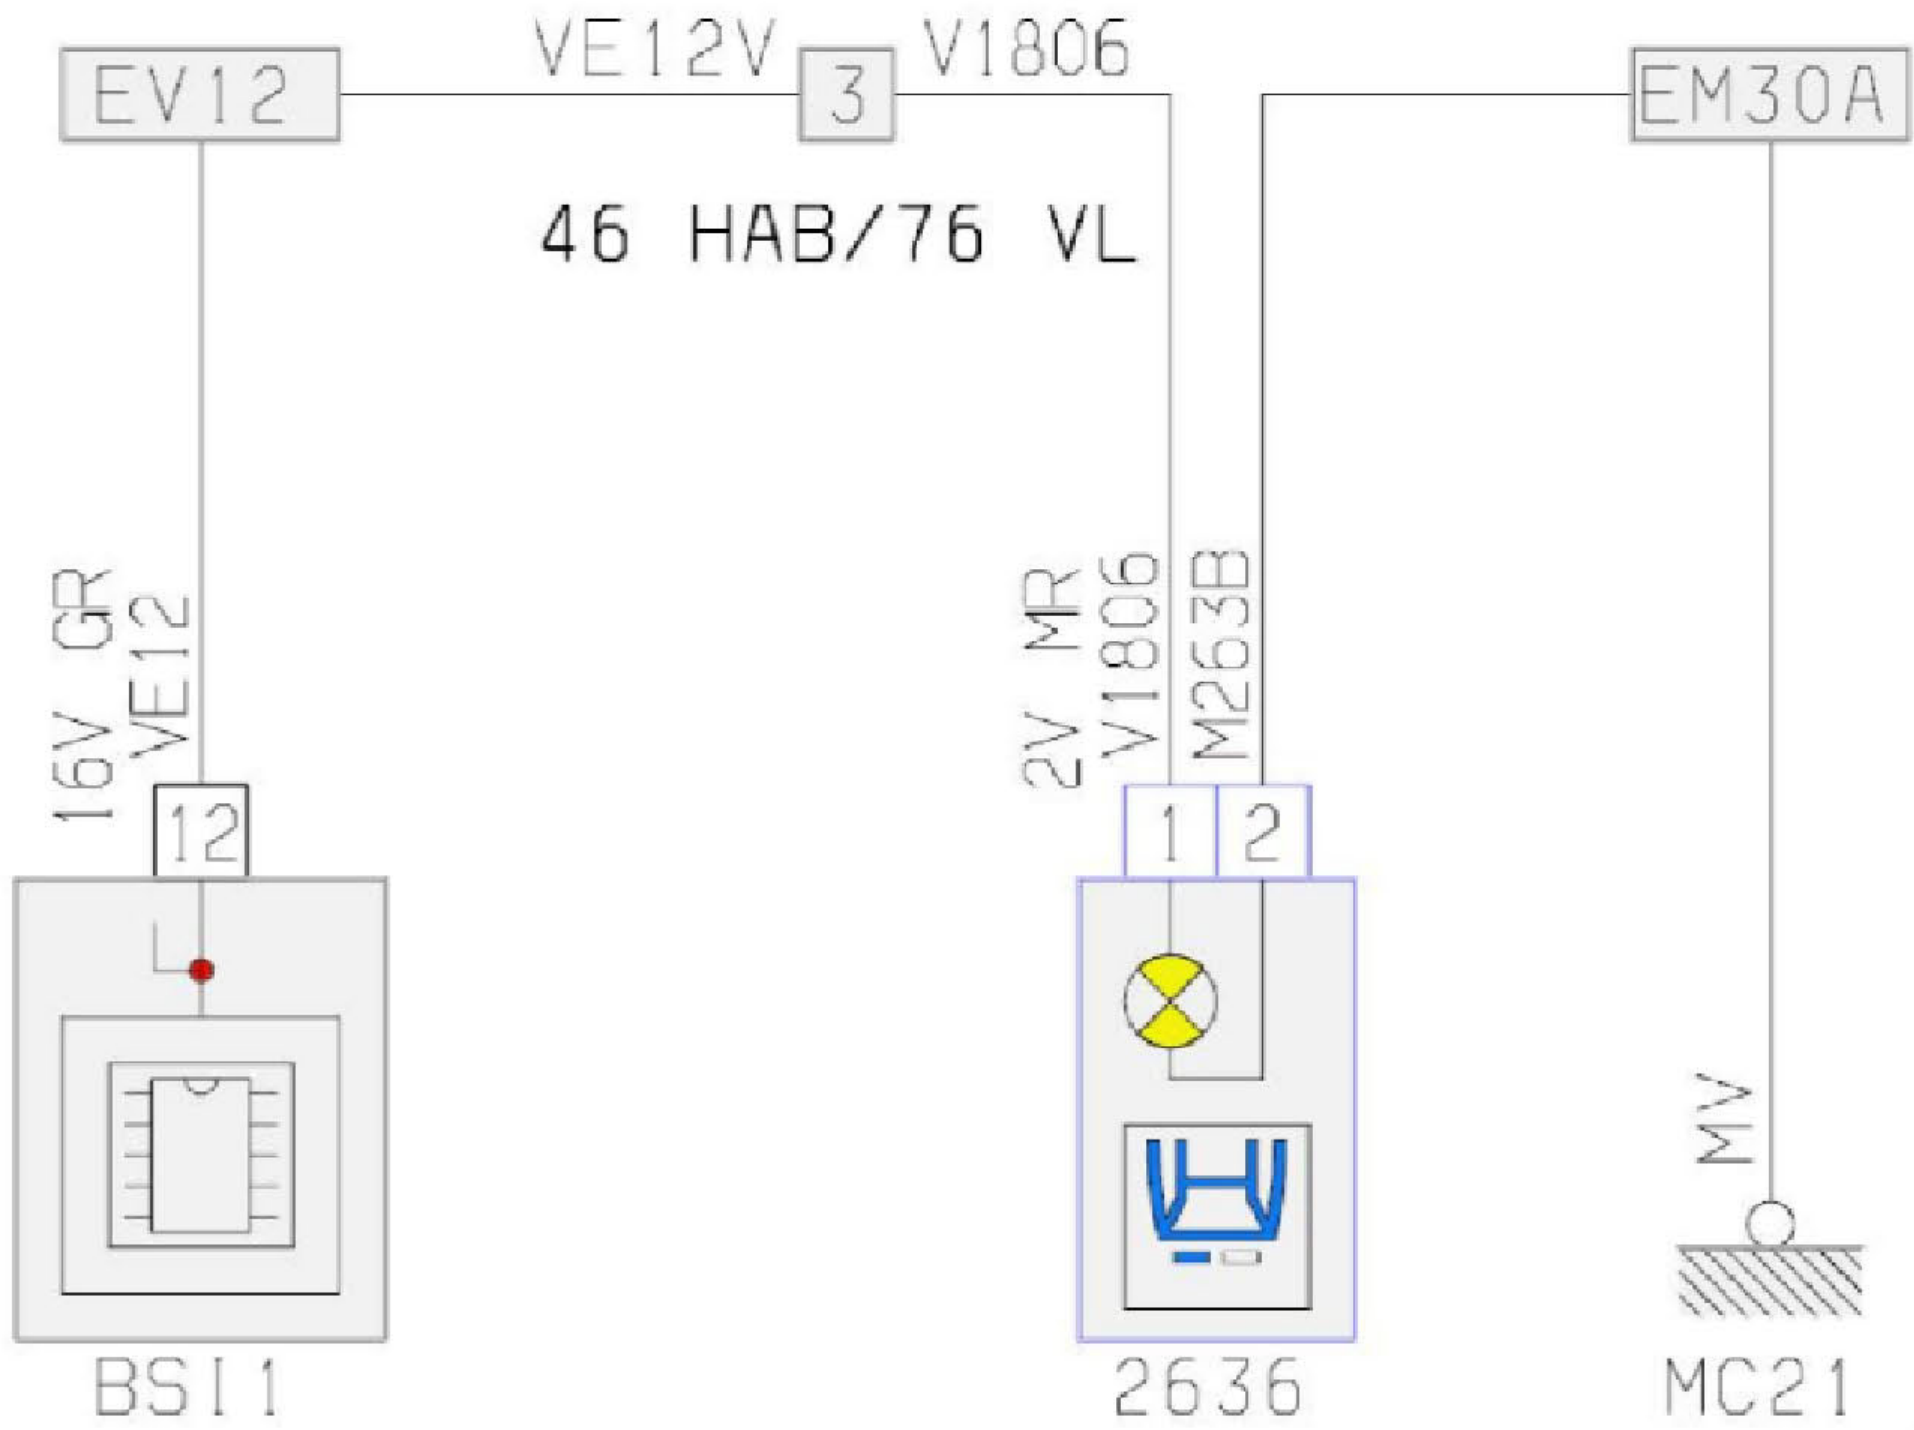 EV12
VE12V
3
V1806
EM30A
46 HAB/76 VL
16V GR
VE12
2V MR
V1806
M263B
12
1
2
MV
BSI1
2636
MC21